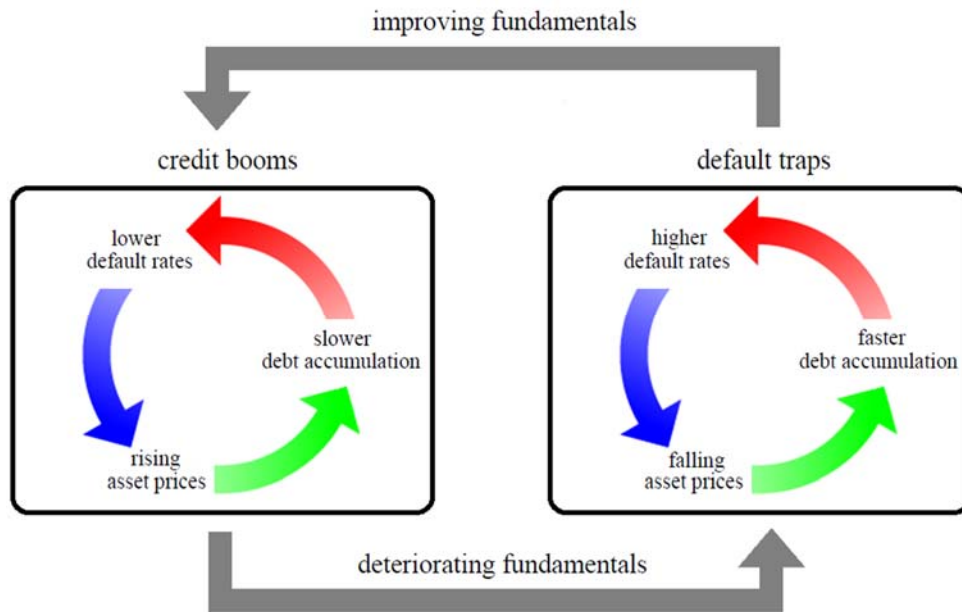 improving fundamentals
credit booms
default traps
lower
default rates
slower
debt accumulation
rising
asset prices
higher
default rates
faster
debt accumulation
falling
asset prices
deteriorating fundamentals